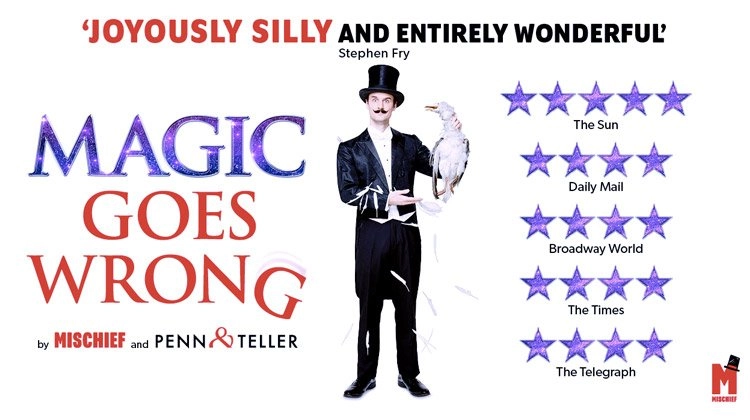 ‘JOYOUSLY SILLY AND ENTIRELY WONDERFUL’
Stephen Fry
MAGIC
GOES
WRONG
by MISCHIEF and PENN & TELLER
The Sun
Daily Mail
Broadway World
The Times
The Telegraph
M
MISCHIEF